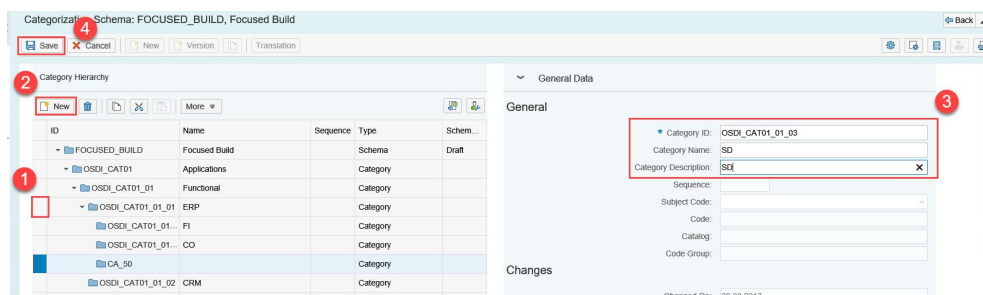 Categorization Schema: FOCUSED_BUILD, Focused Build
Back
4
Save Cancel New Version Translation
2
Category Hierarchy
General Data
New More
General
3
ID Name Sequence Type Schem...
* Category ID: OSDI_CAT01_01_03
FOCUSED_BUILD Focused Build Schema Draft
Category Name: SD
OSDI_CAT01 Applications Category
Category Description: SD
1
OSDI_CAT01_01 Functional Category
Sequence:
OSDI_CAT01_01_01 ERP Category
Subject Code:
OSDI_CAT01_01... FI Category
Code:
OSDI_CAT01_01... CO Category
Catalog:
CA_50 Category
Code Group:
OSDI_CAT01_01_02 CRM Category
Changes